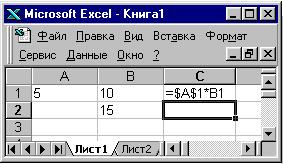 Microsoft Excel - Книга1
Файл Правка Вид Вставка Формат
Сервис Данные Окно ?
A B C
1 5 10 =$A$1*B1
2 15
3
Лист1 Лист2